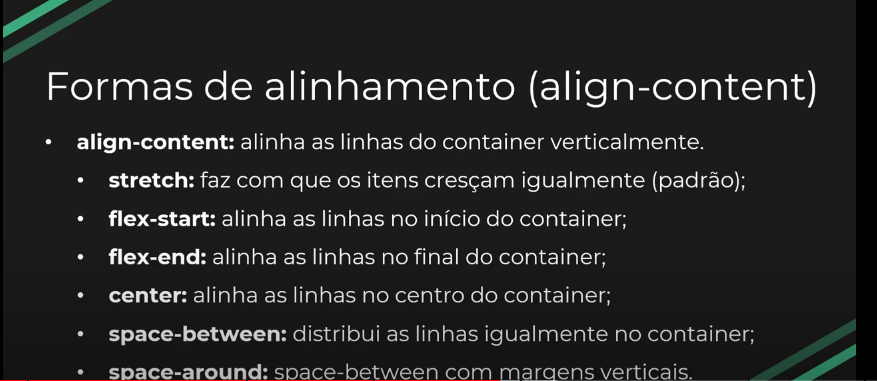 Formas de alinhamento (align-content)
• align-content: alinha as linhas do container verticalmente.
• stretch: faz com que os itens cresçam igualmente (padrão);
• flex-start: alinha as linhas no início do container;
• flex-end: alinha as linhas no final do container;
• center: alinha as linhas no centro do container;
• space-between: distribui as linhas igualmente no container;
• space-around: space-between com margens verticais.